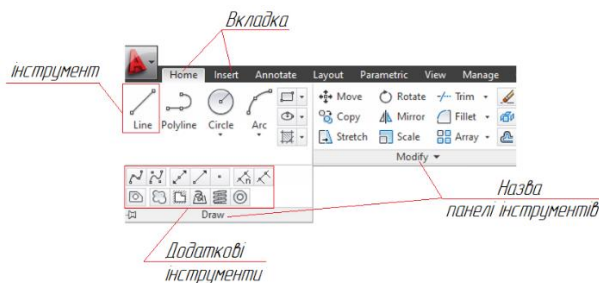 Вкладка
Home Insert Annotate Layout Parametric View Manage
інструмент
Line Polyline Circle Arc
Move Rotate Trim
Copy Mirror Fillet
Stretch Scale Array
Modify
Draw
Назва
панелі інструментів
Додаткові
інструменти